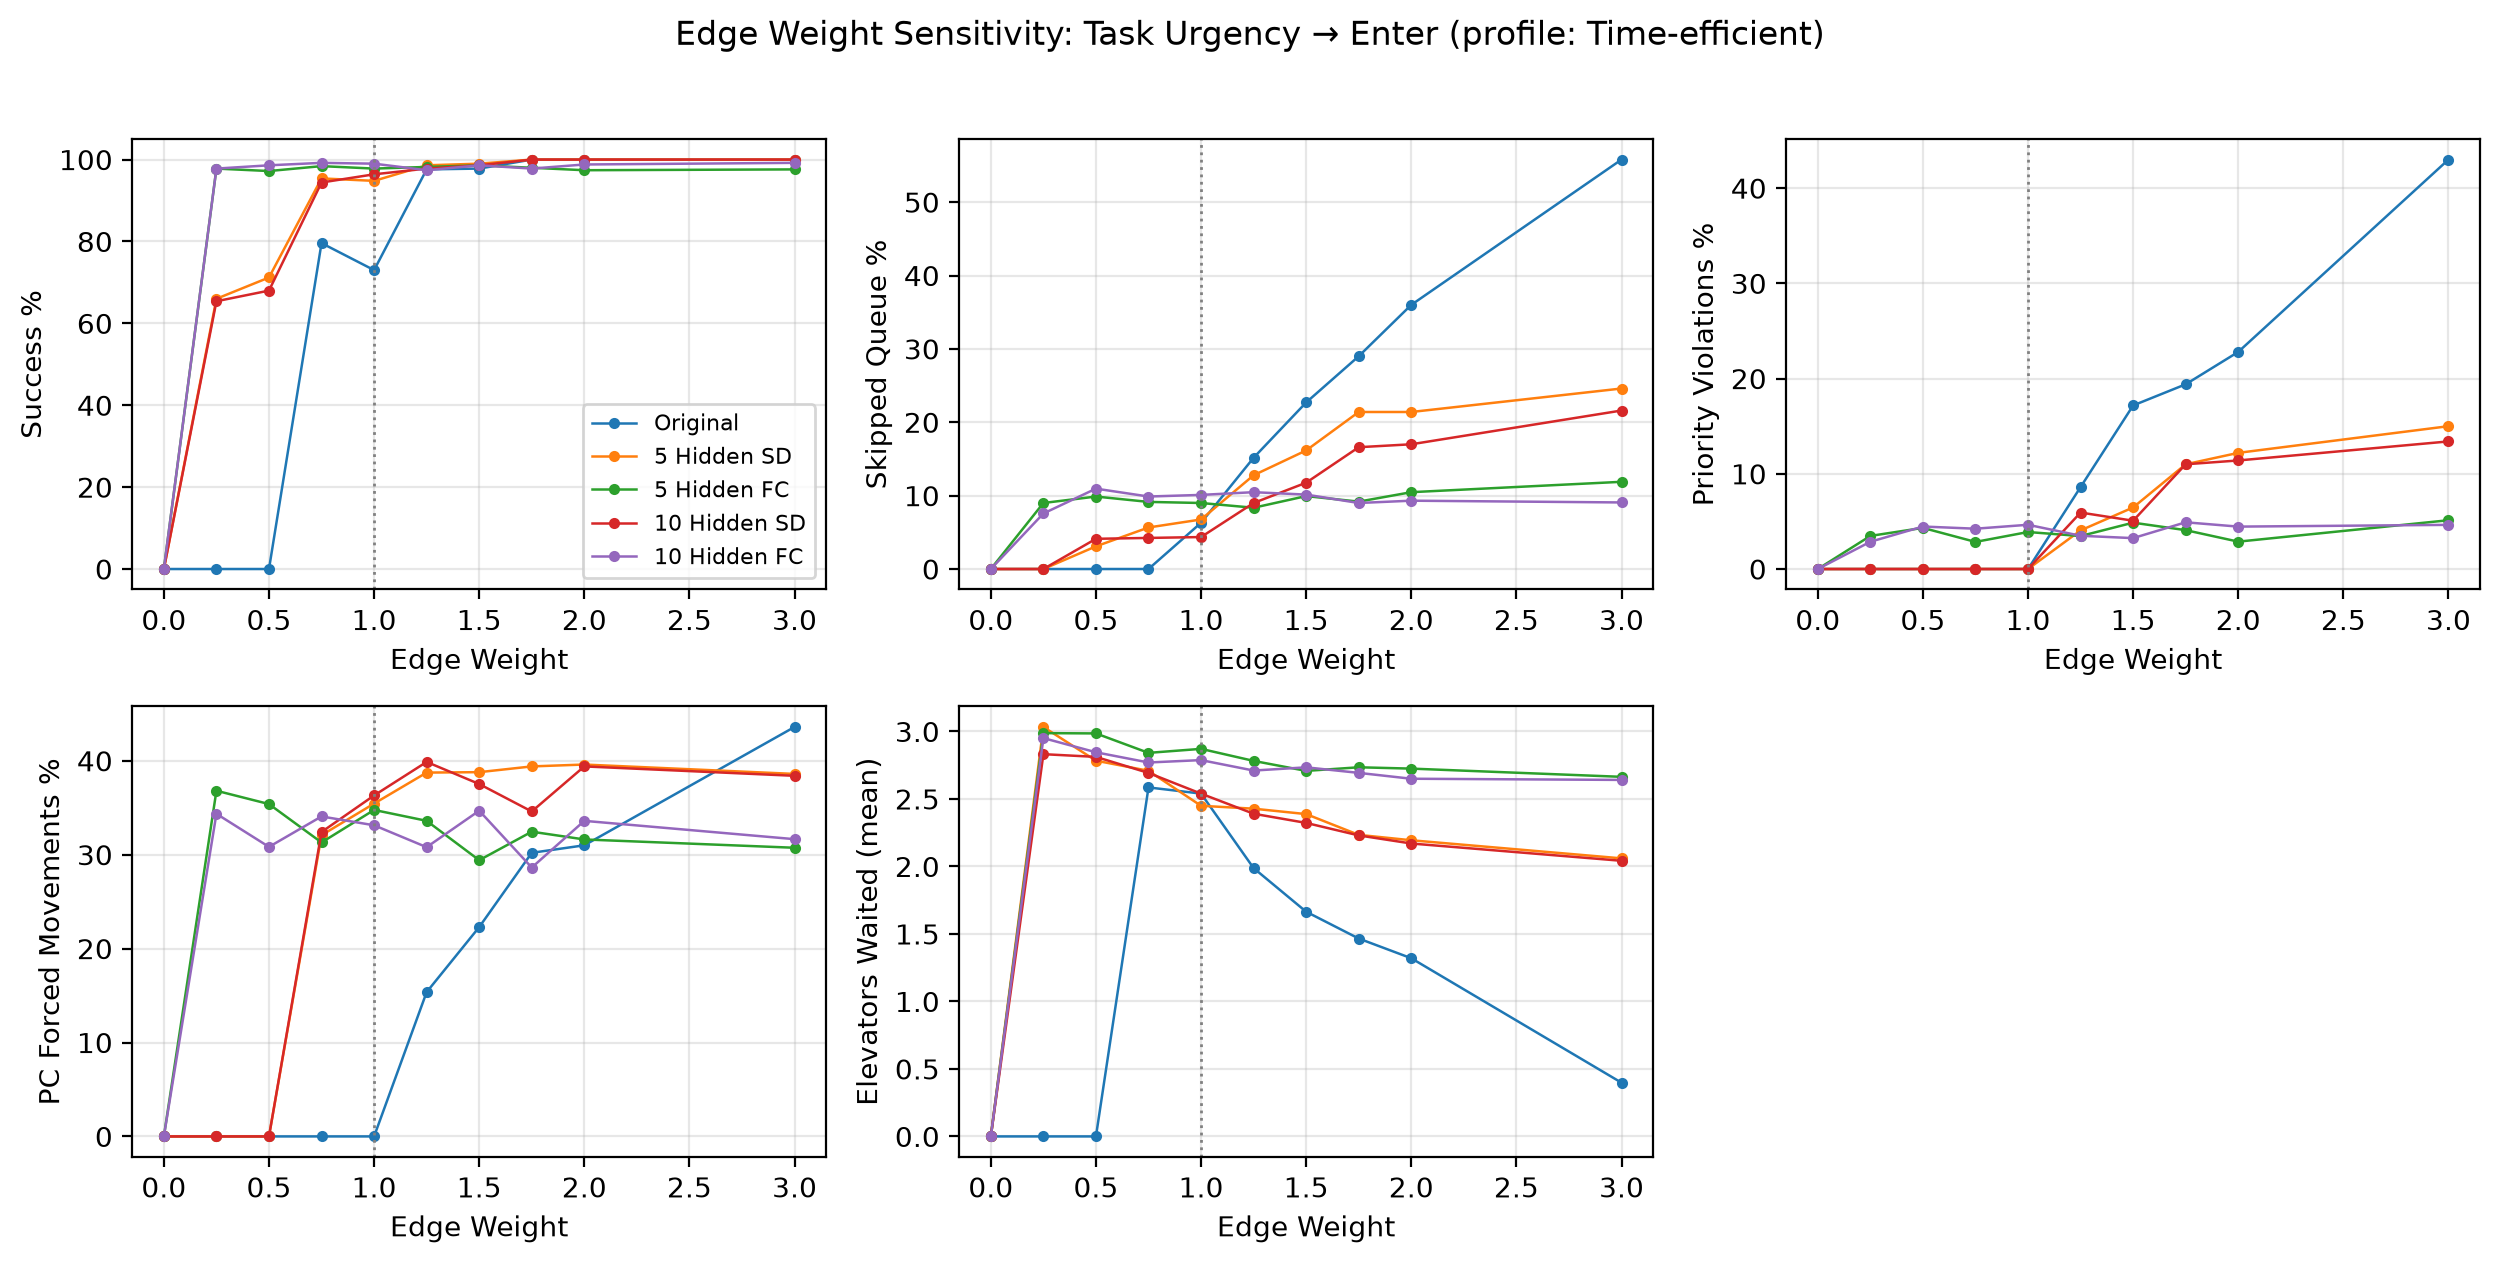 Edge Weight Sensitivity: Task Urgency → Enter (profile: Time-efficient)
Success %
100
80
60
40
20
0
Original
5 Hidden SD
5 Hidden FC
10 Hidden SD
10 Hidden FC
0.0 0.5 1.0 1.5 2.0 2.5 3.0
Edge Weight
Skipped Queue %
50
40
30
20
10
0
0.0 0.5 1.0 1.5 2.0 2.5 3.0
Edge Weight
Priority Violations %
40
30
20
10
0
0.0 0.5 1.0 1.5 2.0 2.5 3.0
Edge Weight
PC Forced Movements %
40
30
20
10
0
0.0 0.5 1.0 1.5 2.0 2.5 3.0
Edge Weight
Elevators Waited (mean)
3.0
2.5
2.0
1.5
1.0
0.5
0.0
0.0 0.5 1.0 1.5 2.0 2.5 3.0
Edge Weight